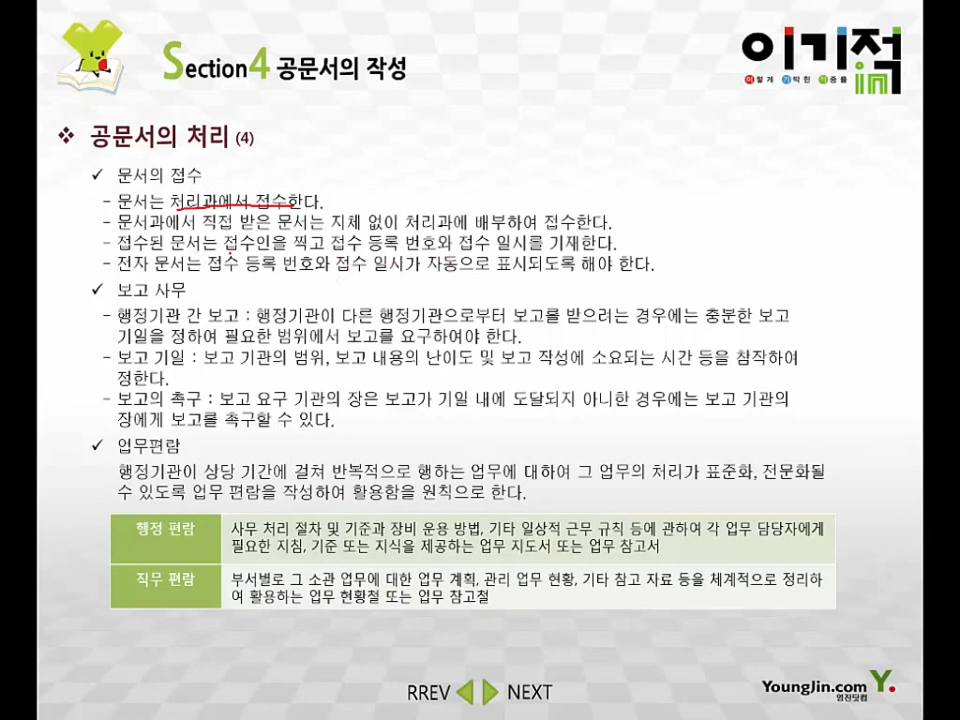 Section4 공문서의 작성
이기적in
이렇게 기막힌 적중률
❖ 공문서의 처리 (4)
✓ 문서의 접수
- 문서는 처리과에서 접수한다.
- 문서과에서 직접 받은 문서는 지체 없이 처리과에 배부하여 접수한다.
- 접수된 문서는 접수인을 찍고 접수 등록 번호와 접수 일시를 기재한다.
- 전자 문서는 접수 등록 번호와 접수 일시가 자동으로 표시되도록 해야 한다.
✓ 보고 사무
- 행정기관 간 보고 : 행정기관이 다른 행정기관으로부터 보고를 받으려는 경우에는 충분한 보고
기일을 정하여 필요한 범위에서 보고를 요구하여야 한다.
- 보고 기일 : 보고 기관의 범위, 보고 내용의 난이도 및 보고 작성에 소요되는 시간 등을 참작하여
정한다.
- 보고의 촉구 : 보고 요구 기관의 장은 보고가 기일 내에 도달되지 아니한 경우에는 보고 기관의
장에게 보고를 촉구할 수 있다.
✓ 업무편람
행정기관이 상당 기간에 걸쳐 반복적으로 행하는 업무에 대하여 그 업무의 처리가 표준화, 전문화될
수 있도록 업무 편람을 작성하여 활용함을 원칙으로 한다.
행정 편람
사무 처리 절차 및 기준과 장비 운용 방법, 기타 일상적 근무 규칙 등에 관하여 각 업무 담당자에게
필요한 지침, 기준 또는 지식을 제공하는 업무 지도서 또는 업무 참고서
직무 편람
부서별로 그 소관 업무에 대한 업무 계획, 관리 업무 현황, 기타 참고 자료 등을 체계적으로 정리하
여 활용하는 업무 현황철 또는 업무 참고철
RREV NEXT
YoungJin.com Y.
영진닷컴